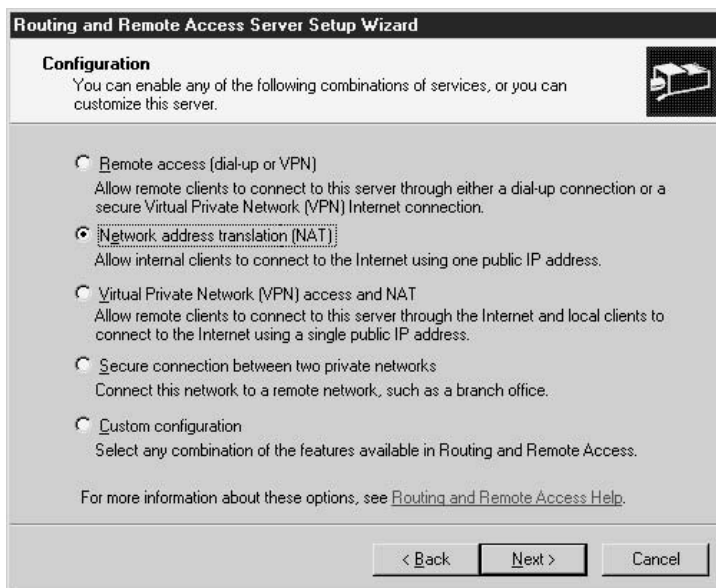 Routing and Remote Access Server Setup Wizard
Configuration
You can enable any of the following combinations of services, or you can
customize this server.
Remote access (dial-up or VPN)
Allow remote clients to connect to this server through either a dial-up connection or a
secure Virtual Private Network (VPN) Internet connection.
Network address translation (NAT)
Allow internal clients to connect to the Internet using one public IP address.
Virtual Private Network (VPN) access and NAT
Allow remote clients to connect to this server through the Internet and local clients to
connect to the Internet using a single public IP address.
Secure connection between two private networks
Connect this network to a remote network, such as a branch office.
Custom configuration
Select any combination of the features available in Routing and Remote Access.
For more information about these options, see Routing and Remote Access Help.
< Back Next > Cancel